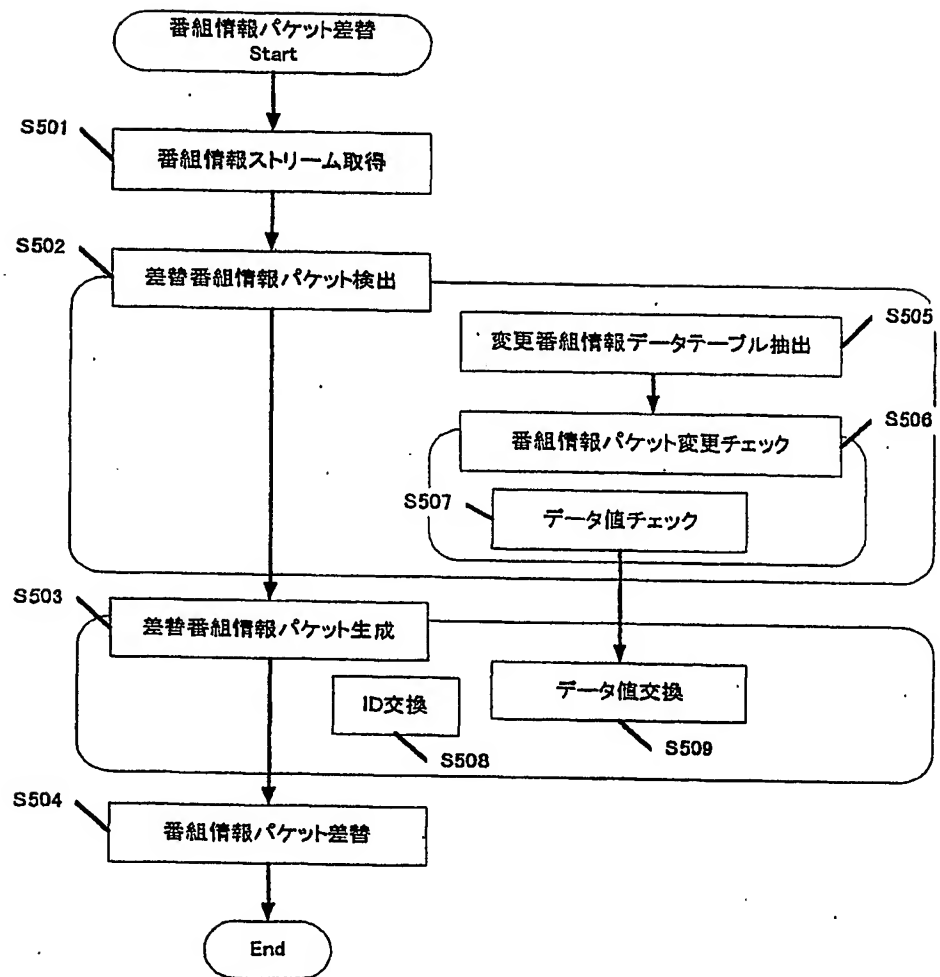 番組情報パケット差替
Start
S501
番組情報ストリーム取得
S502
差替番組情報パケット検出
S505
変更番組情報データテーブル抽出
S506
番組情報パケット変更チェック
S507
データ値チェック
S503
差替番組情報パケット生成
データ値交換
ID交換
S509
S508
S504
番組情報パケット差替
End